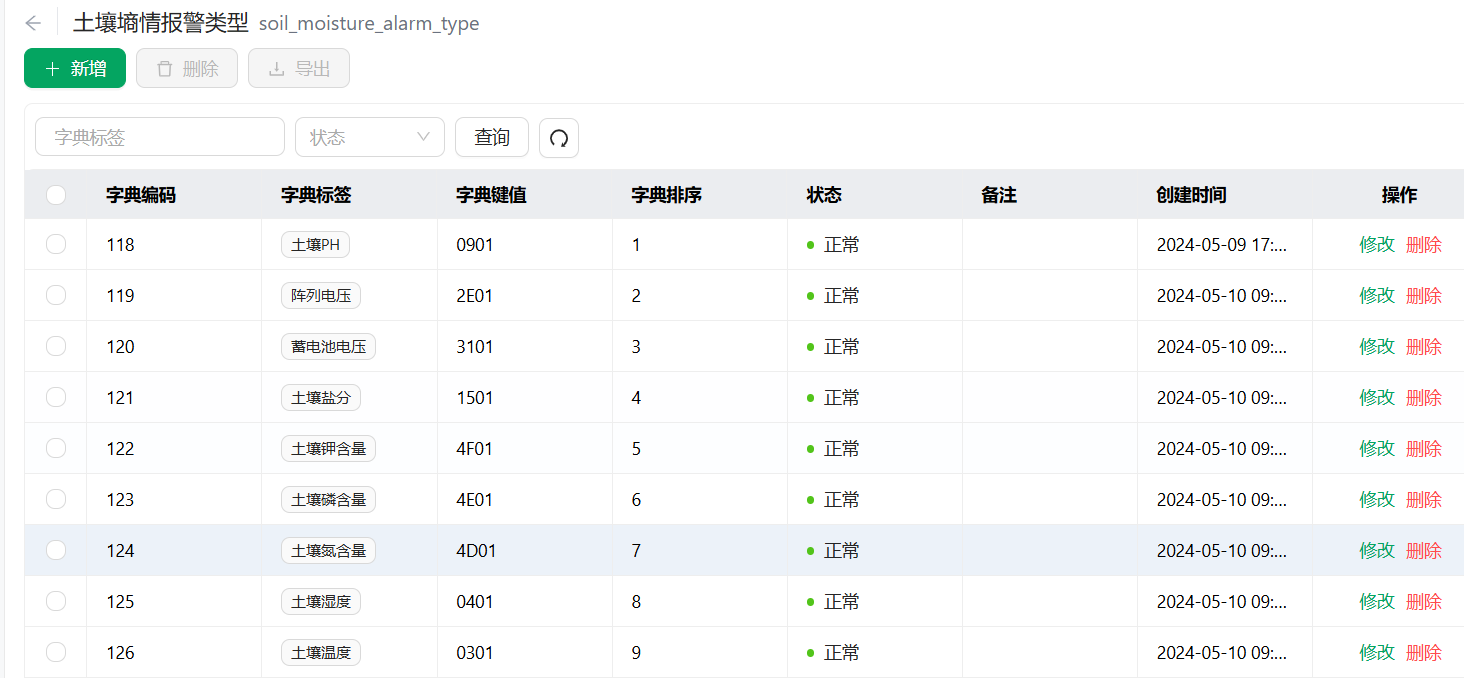 土壤墒情报警类型 soil_moisture_alarm_type
新增 删除 导出
字典标签 状态 查询
字典编码 字典标签 字典键值 字典排序 状态 备注 创建时间 操作
118 土壤PH 0901 1 正常 2024-05-09 17:... 修改 删除
119 阵列电压 2E01 2 正常 2024-05-10 09:... 修改 删除
120 蓄电池电压 3101 3 正常 2024-05-10 09:... 修改 删除
121 土壤盐分 1501 4 正常 2024-05-10 09:... 修改 删除
122 土壤钾含量 4F01 5 正常 2024-05-10 09:... 修改 删除
123 土壤磷含量 4E01 6 正常 2024-05-10 09:... 修改 删除
124 土壤氮含量 4D01 7 正常 2024-05-10 09:... 修改 删除
125 土壤湿度 0401 8 正常 2024-05-10 09:... 修改 删除
126 土壤温度 0301 9 正常 2024-05-10 09:... 修改 删除